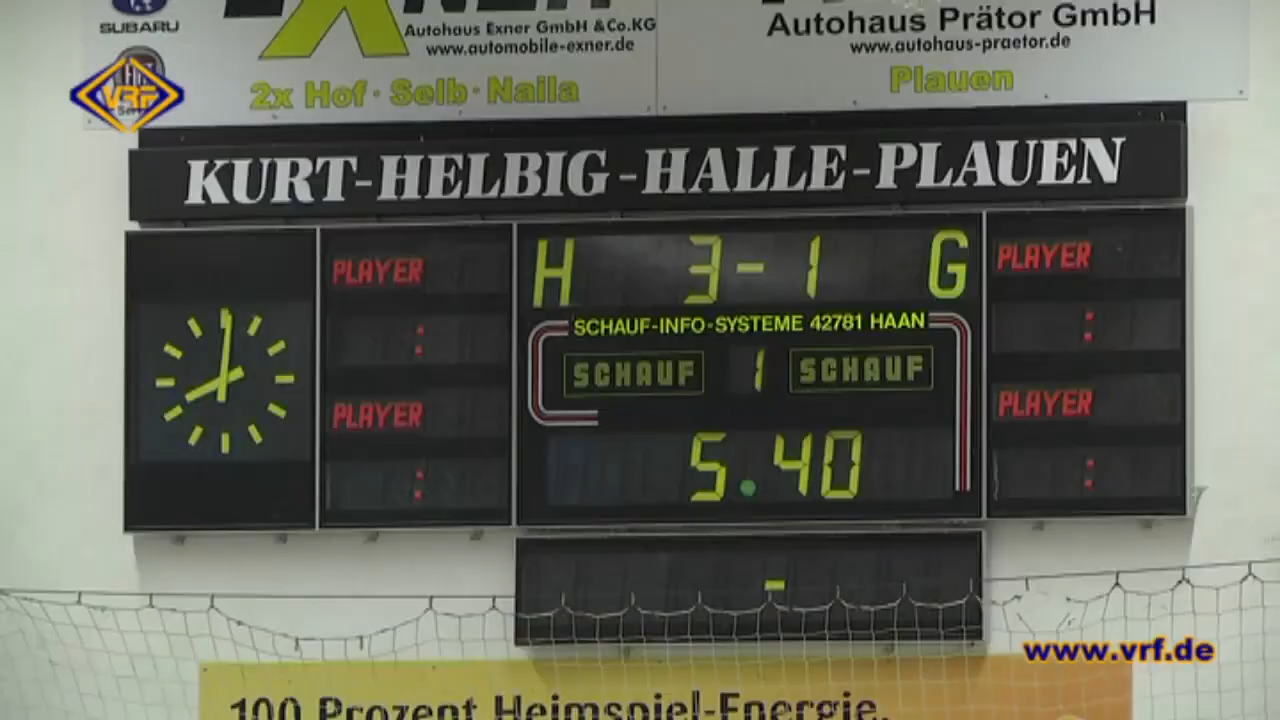 SUBARU
Autohaus Exner GmbH & Co.KG
www.automobile-exner.de
2x Hof · Selb · Naila
Autohaus Prätor GmbH
www.autohaus-praetor.de
Plauen
VRF
KURT-HELBIG-HALLE-PLAUEN
PLAYER
:
PLAYER
:
H 3-1 G
SCHAUF-INFO-SYSTEME 42781 HAAN
SCHAUF 1 SCHAUF
5.40
-
PLAYER
:
PLAYER
:
www.vrf.de
100 Prozent Heimspiel-Energie.